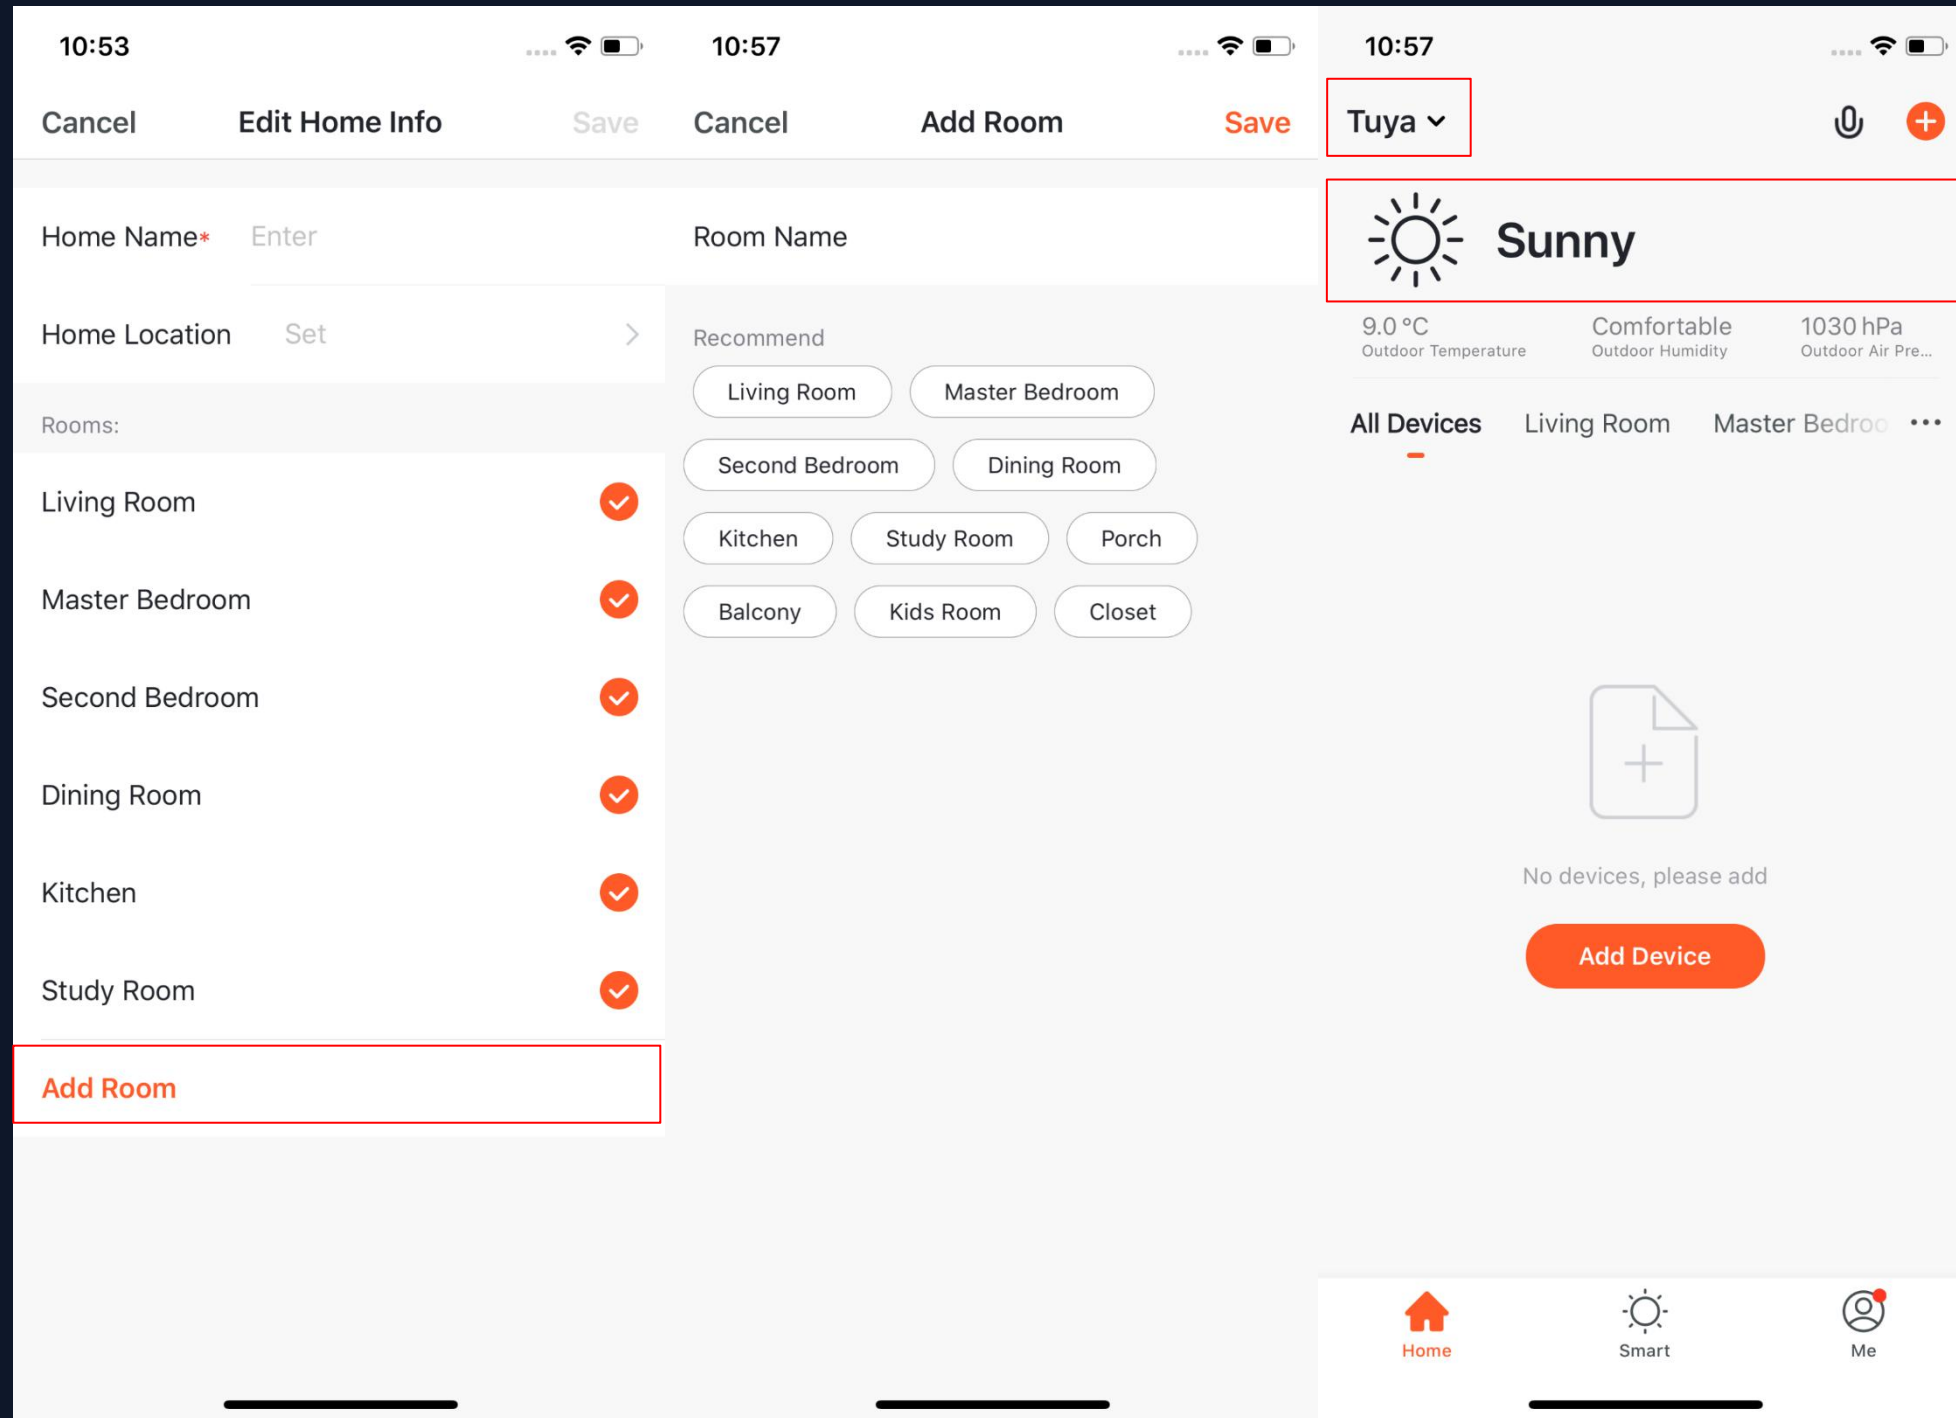 10:53
Cancel
Edit Home Info
Save
Home Name*
Enter
Home Location
Set
Rooms:
Living Room
Master Bedroom
Second Bedroom
Dining Room
Kitchen
Study Room
Add Room
10:57
Cancel
Add Room
Save
Room Name
Recommend
Living Room
Master Bedroom
Second Bedroom
Dining Room
Kitchen
Study Room
Porch
Balcony
Kids Room
Closet
10:57
Tuya
Sunny
9.0 °C
Comfortable
1030 hPa
Outdoor Temperature
Outdoor Humidity
Outdoor Air Pre...
All Devices
Living Room
Master Bedroo
No devices, please add
Add Device
Home
Smart
Me